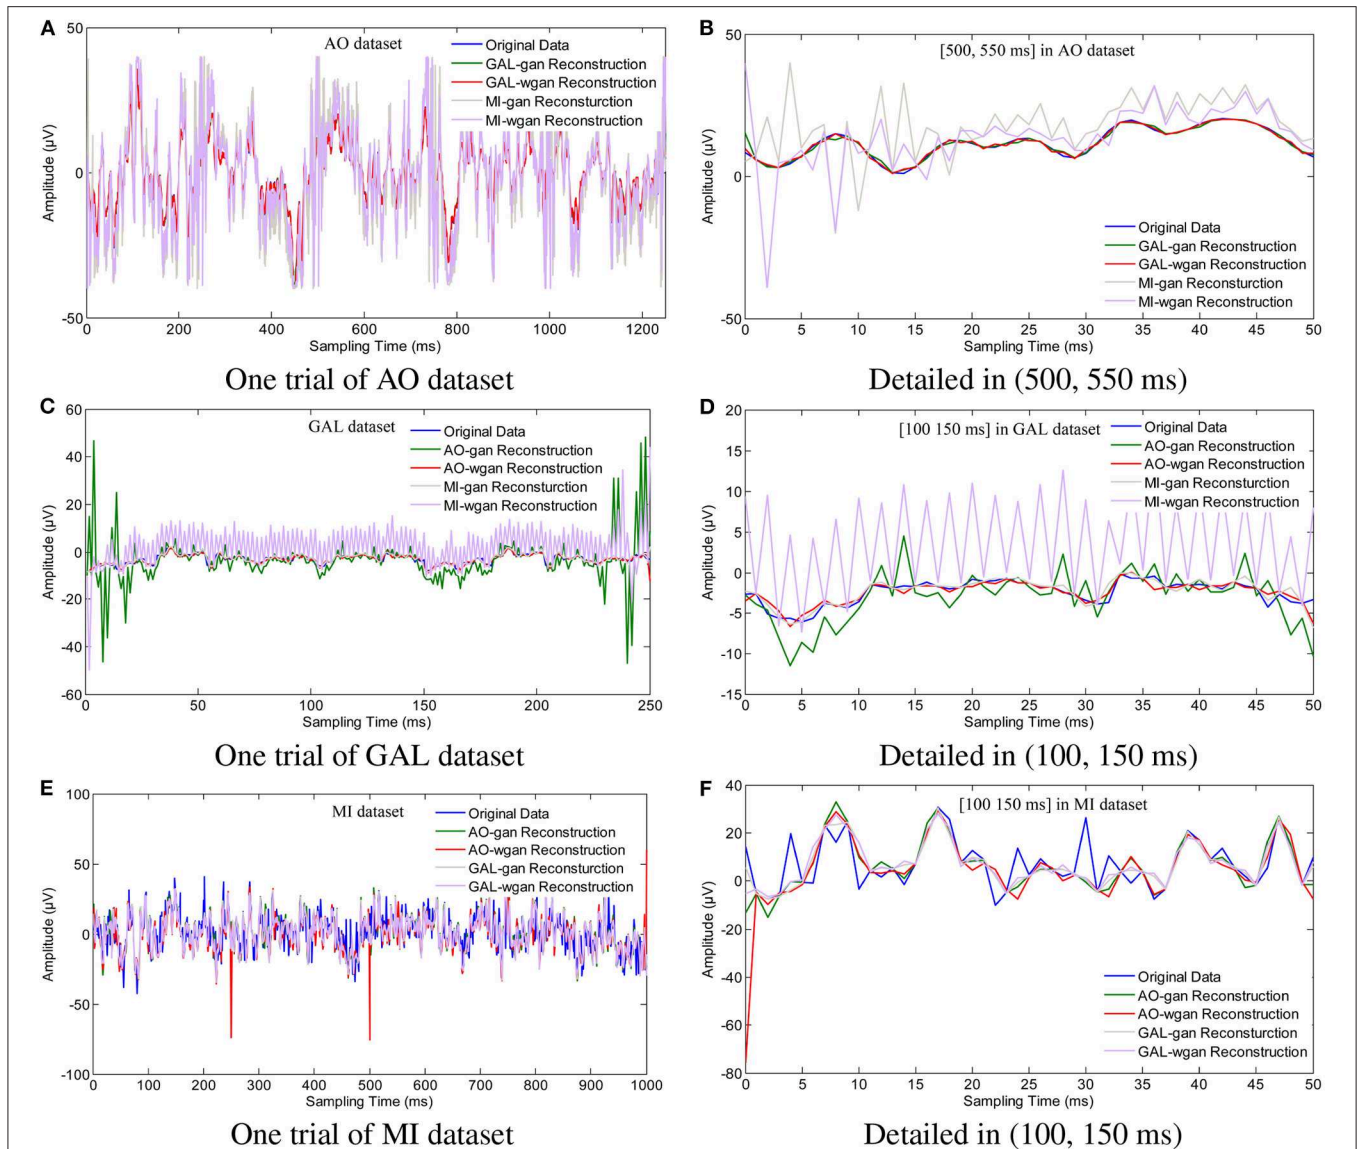 A
AO dataset
Original Data
GAL-gan Reconstruction
GAL-wgan Reconstruction
MI-gan Reconsturction
MI-wgan Reconstruction
50
0
-50
Amplitude (µV)
0 200 400 600 800 1000 1200
Sampling Time (ms)
One trial of AO dataset
B
[500, 550 ms] in AO dataset
50
0
-50
Amplitude (µV)
Original Data
GAL-gan Reconstruction
GAL-wgan Reconstruction
MI-gan Reconsturction
MI-wgan Reconstruction
0 5 10 15 20 25 30 35 40 45 50
Sampling Time (ms)
Detailed in (500, 550 ms)
C
GAL dataset
Original Data
AO-gan Reconstruction
AO-wgan Reconstruction
MI-gan Reconsturction
MI-wgan Reconstruction
60
40
20
0
-20
-40
-60
Amplitude (µV)
0 50 100 150 200 250
Sampling Time (ms)
One trial of GAL dataset
D
[100 150 ms] in GAL dataset
Original Data
AO-gan Reconstruction
AO-wgan Reconstruction
MI-gan Reconsturction
MI-wgan Reconstruction
20
15
10
5
0
-5
-10
-15
Amplitude (µV)
0 5 10 15 20 25 30 35 40 45 50
Sampling Time (ms)
Detailed in (100, 150 ms)
E
MI dataset
Original Data
AO-gan Reconstruction
AO-wgan Reconstruction
GAL-gan Reconsturction
GAL-wgan Reconstruction
100
50
0
-50
-100
Amplitude (µV)
0 100 200 300 400 500 600 700 800 900 1000
Sampling Time (ms)
One trial of MI dataset
F
[100 150 ms] in MI dataset
40
20
0
-20
-40
-60
-80
Amplitude (µV)
Original Data
AO-gan Reconstruction
AO-wgan Reconstruction
GAL-gan Reconsturction
GAL-wgan Reconstruction
0 5 10 15 20 25 30 35 40 45 50
Sampling Time (ms)
Detailed in (100, 150 ms)